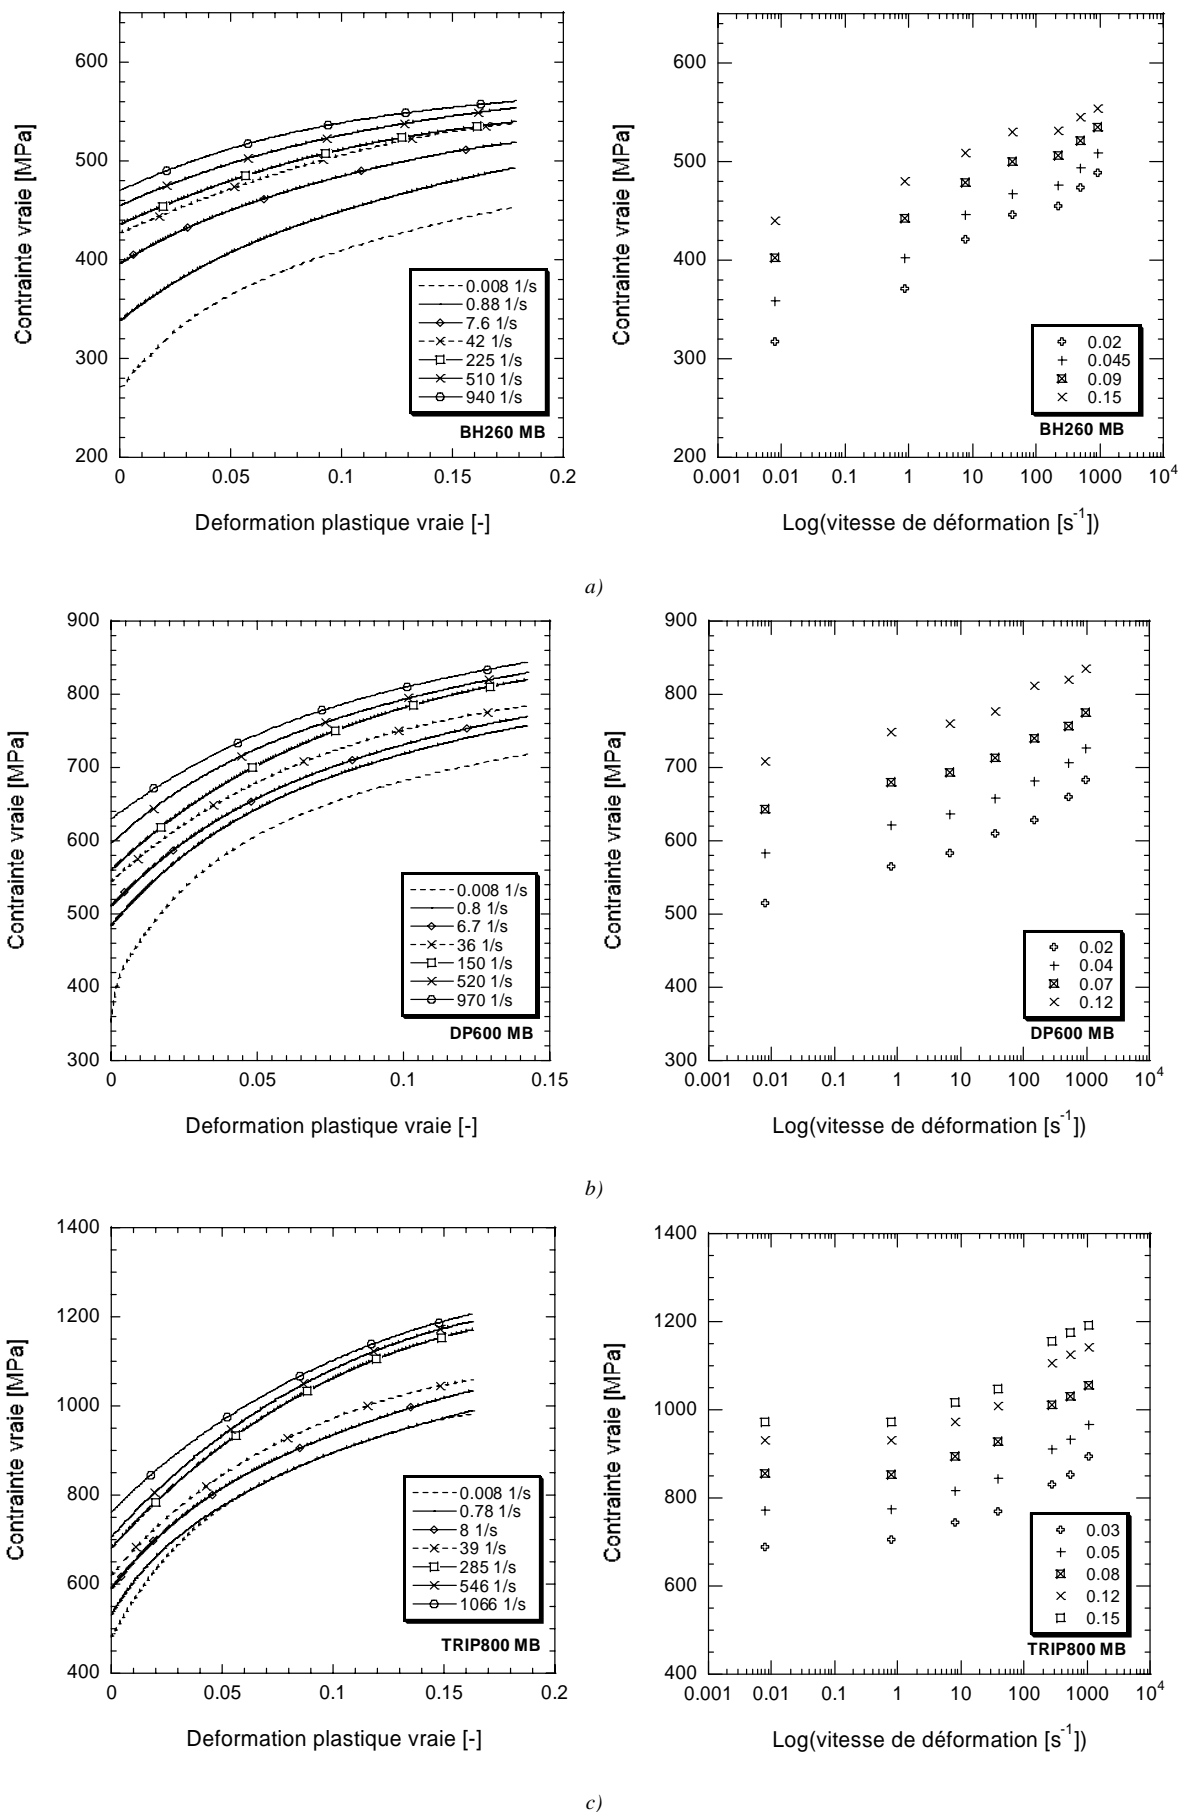 600
500
400
300
200
Contrainte vraie [MPa]
0.008 1/s
0.88 1/s
7.6 1/s
42 1/s
225 1/s
510 1/s
940 1/s
BH260 MB
0 0.05 0.1 0.15 0.2
Deformation plastique vraie [-]
600
500
400
300
200
Contrainte vraie [MPa]
0.02
0.045
0.09
0.15
BH260 MB
0.001 0.01 0.1 1 10 100 1000 10⁴
Log(vitesse de déformation [s⁻¹])
a)
900
800
700
600
500
400
300
Contrainte vraie [MPa]
0.008 1/s
0.8 1/s
6.7 1/s
36 1/s
150 1/s
520 1/s
970 1/s
DP600 MB
0 0.05 0.1 0.15
Deformation plastique vraie [-]
900
800
700
600
500
400
300
Contrainte vraie [MPa]
0.02
0.04
0.07
0.12
DP600 MB
0.001 0.01 0.1 1 10 100 1000 10⁴
Log(vitesse de déformation [s⁻¹])
b)
1400
1200
1000
800
600
400
Contrainte vraie [MPa]
0.008 1/s
0.78 1/s
8 1/s
39 1/s
285 1/s
546 1/s
1066 1/s
TRIP800 MB
0 0.05 0.1 0.15 0.2
Deformation plastique vraie [-]
1400
1200
1000
800
600
400
Contrainte vraie [MPa]
0.03
0.05
0.08
0.12
0.15
TRIP800 MB
0.001 0.01 0.1 1 10 100 1000 10⁴
Log(vitesse de déformation [s⁻¹])
c)